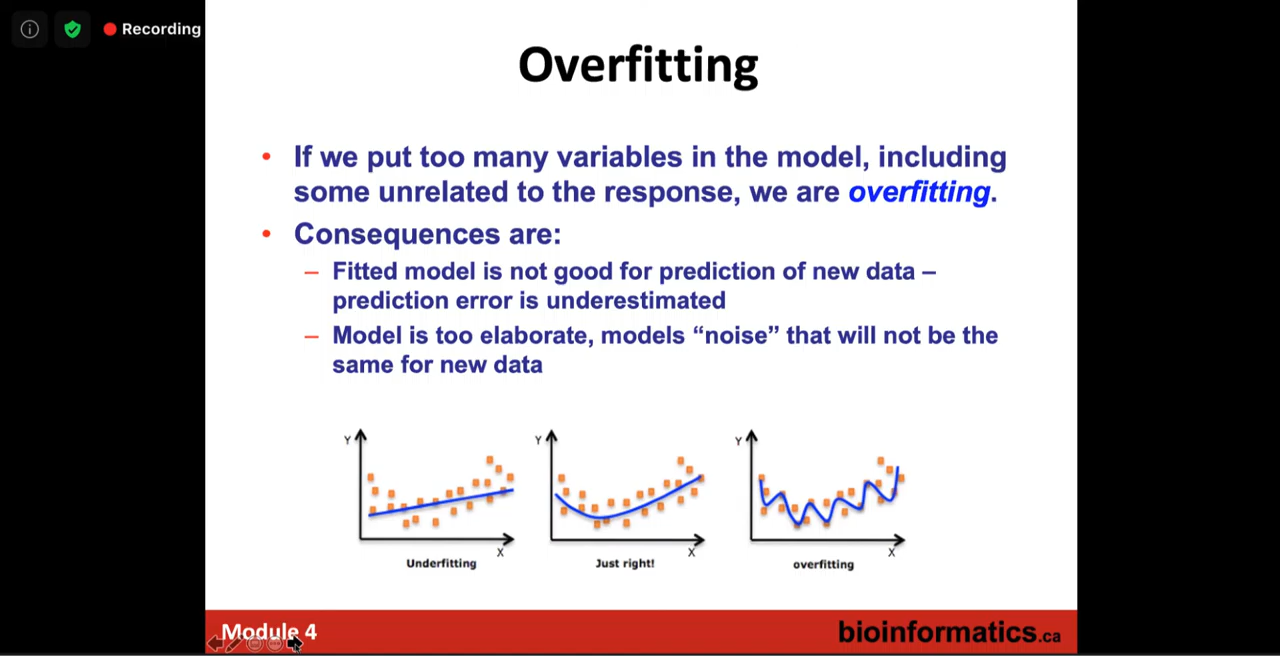 Recording
Overfitting
• If we put too many variables in the model, including
some unrelated to the response, we are overfitting.
• Consequences are:
– Fitted model is not good for prediction of new data –
prediction error is underestimated
– Model is too elaborate, models “noise” that will not be the
same for new data
Y
X
Underfitting
Y
X
Just right!
Y
X
overfitting
Module 4
bioinformatics.ca